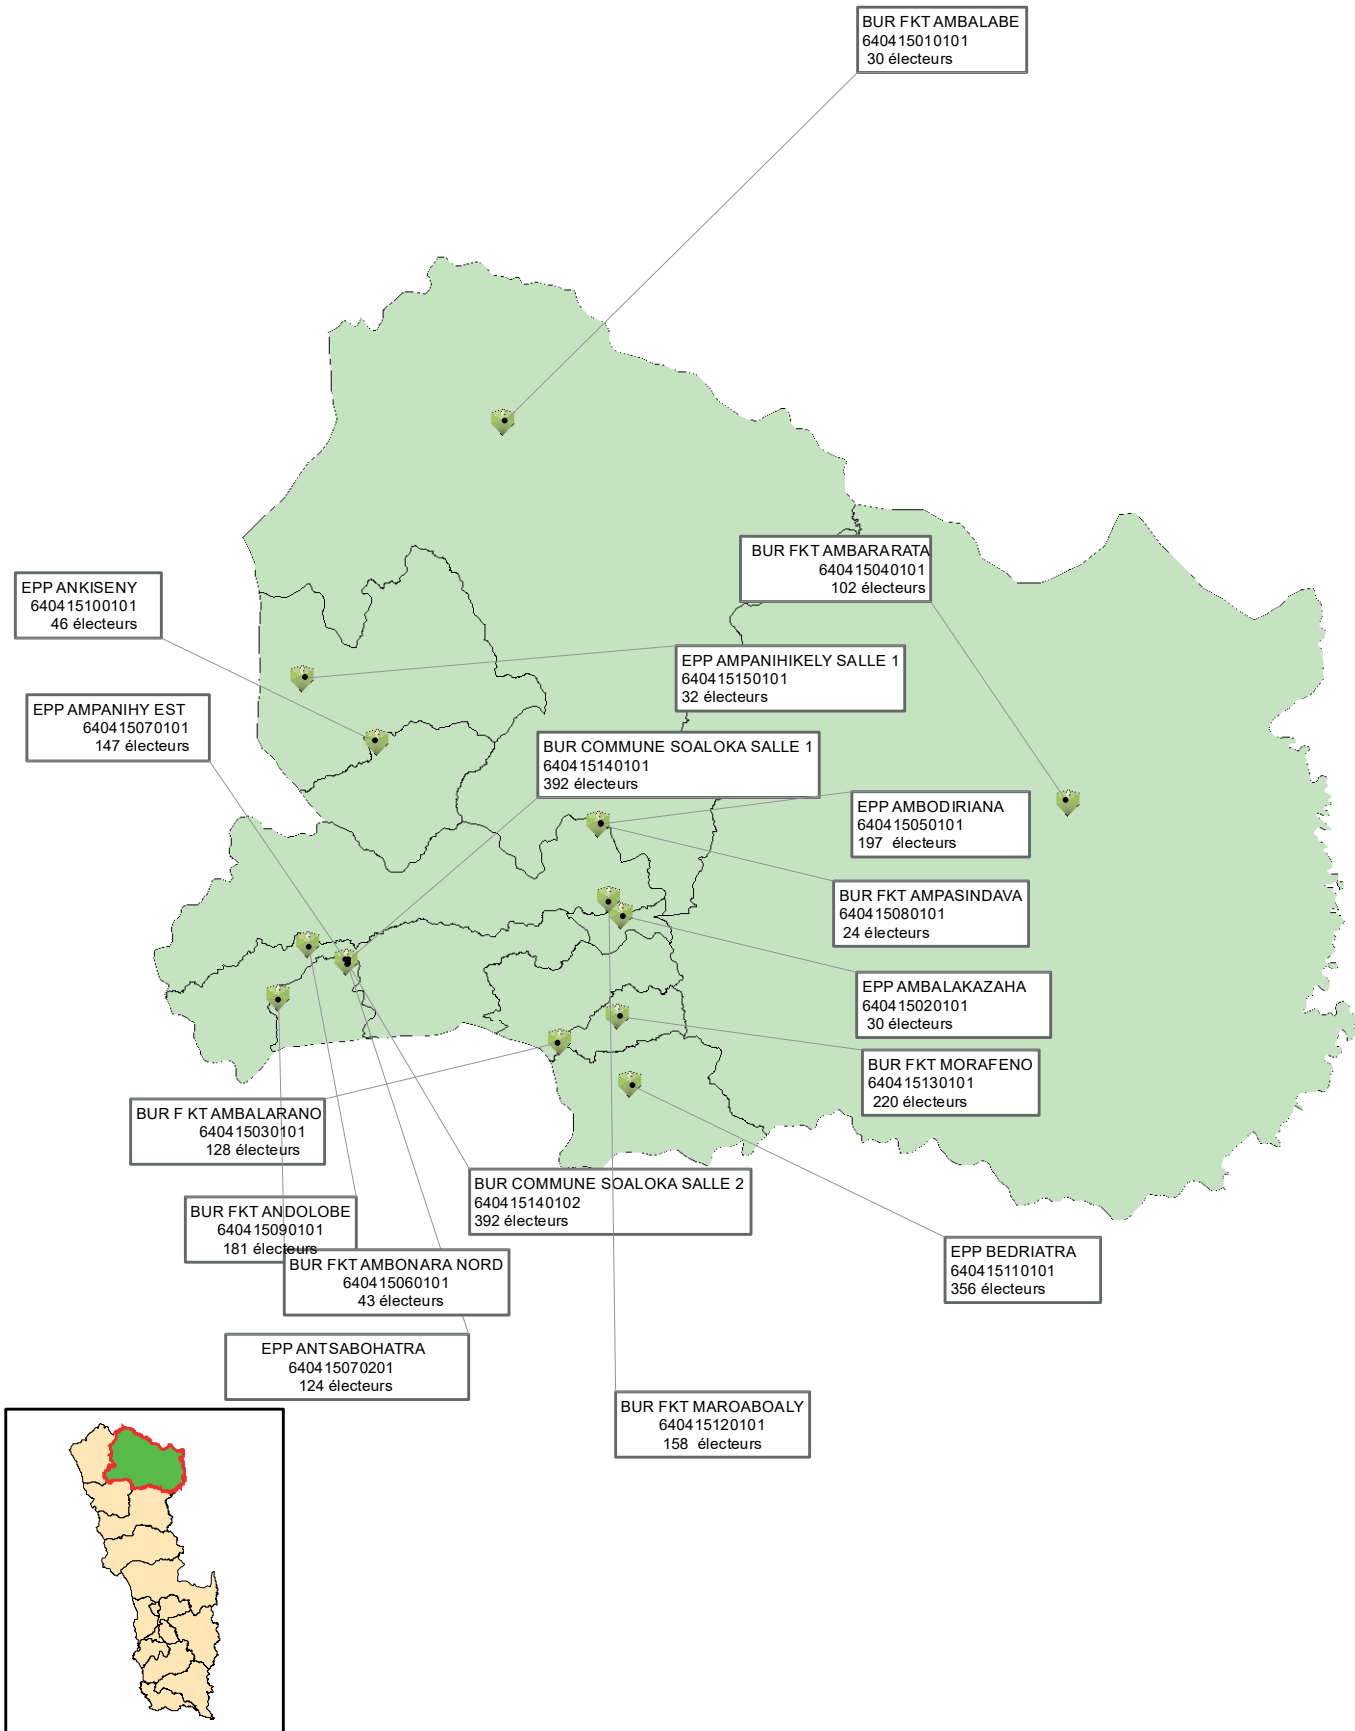 BUR FKT AMBALABE
640415010101
30 électeurs
BUR FKT AMBARARATA
640415040101
102 électeurs
EPP ANKISENY
640415100101
46 électeurs
EPP AMPANIHIKELY SALLE 1
640415150101
32 électeurs
EPP AMPANIHY EST
640415070101
147 électeurs
BUR COMMUNE SOALOKA SALLE 1
640415140101
392 électeurs
EPP AMBODIRIANA
640415050101
197 électeurs
BUR FKT AMPASINDAVA
640415080101
24 électeurs
EPP AMBALAKAZAHA
640415020101
30 électeurs
BUR FKT MORAFENO
640415130101
220 électeurs
BUR F KT AMBALARANO
640415030101
128 électeurs
BUR COMMUNE SOALOKA SALLE 2
640415140102
392 électeurs
BUR FKT ANDOLOBE
640415090101
181 électeurs
BUR FKT AMBONARA NORD
640415060101
43 électeurs
EPP BEDRIATRA
640415110101
356 électeurs
EPP ANTSABOHATRA
640415070201
124 électeurs
BUR FKT MAROABOALY
640415120101
158 électeurs